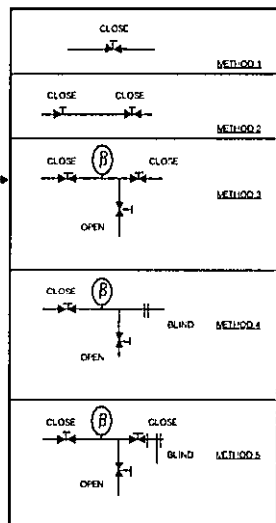 CLOSE
METHOD 1
CLOSE CLOSE
METHOD 2
CLOSE β CLOSE
METHOD 3
OPEN
CLOSE β
BLIND METHOD 4
OPEN
CLOSE β CLOSE
BLIND METHOD 5
OPEN